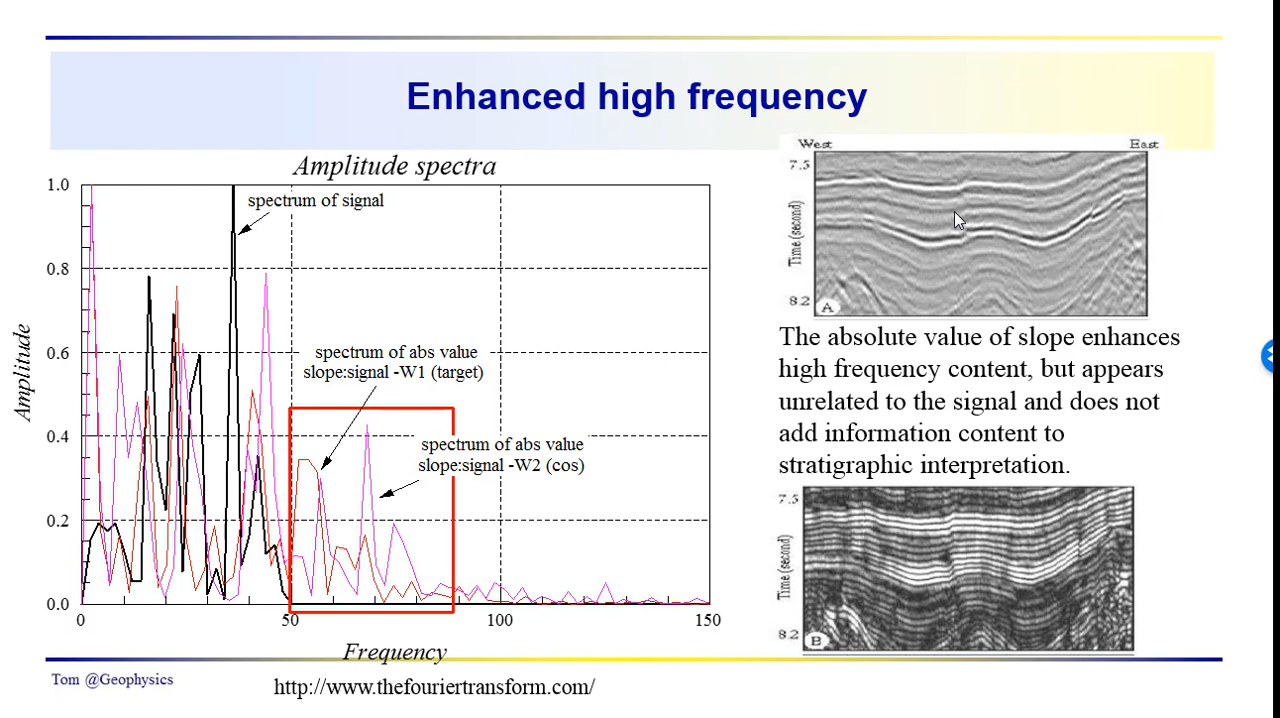 Enhanced high frequency
Amplitude spectra
1.0
0.8
0.6
0.4
0.2
0.0
0
50
100
150
Amplitude
Frequency
spectrum of signal
spectrum of abs value
slope:signal -W1 (target)
spectrum of abs value
slope:signal -W2 (cos)
West
East
7.5
Time (second)
8.2
A
The absolute value of slope enhances
high frequency content, but appears
unrelated to the signal and does not
add information content to
stratigraphic interpretation.
7.5
Time (second)
8.2
B
Tom @Geophysics
http://www.thefouriertransform.com/